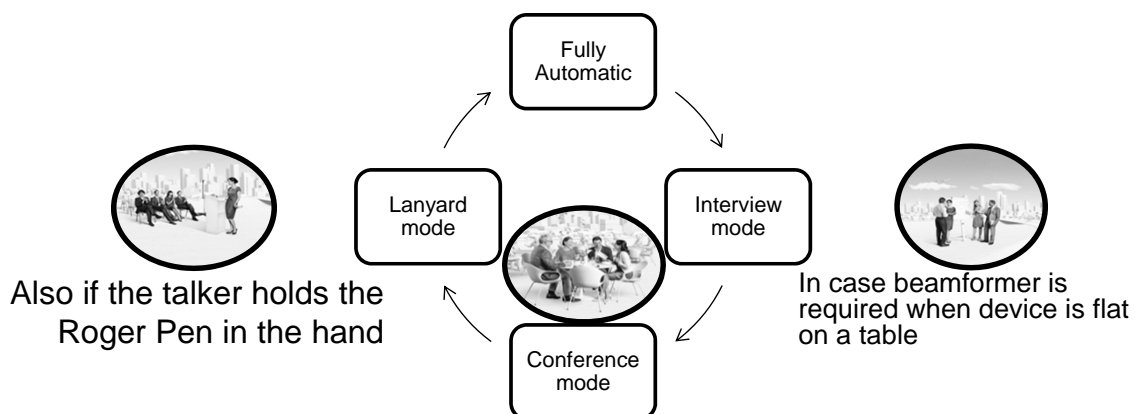 Fully
Automatic
Lanyard
mode
Interview
mode
Also if the talker holds the
Roger Pen in the hand
In case beamformer is
required when device is flat
on a table
Conference
mode